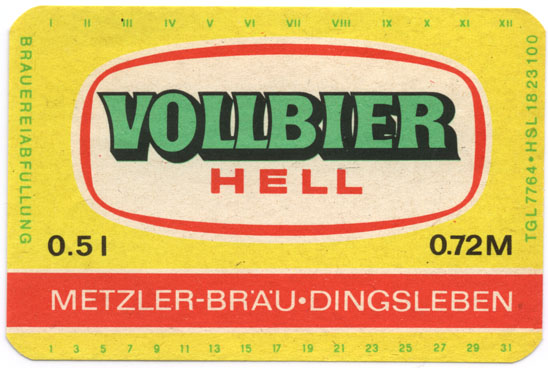 I II IV V VI VII VIII IX X XI XII
BRAUEREIABFÜLLUNG
VOLLBIER
HELL
TGL 7764 • HSL 1823100
0.5 l
0.72 M
METZLER-BRÄU•DINGSLEBEN
1 3 5 7 9 11 13 15 17 19 21 23 25 27 29 31